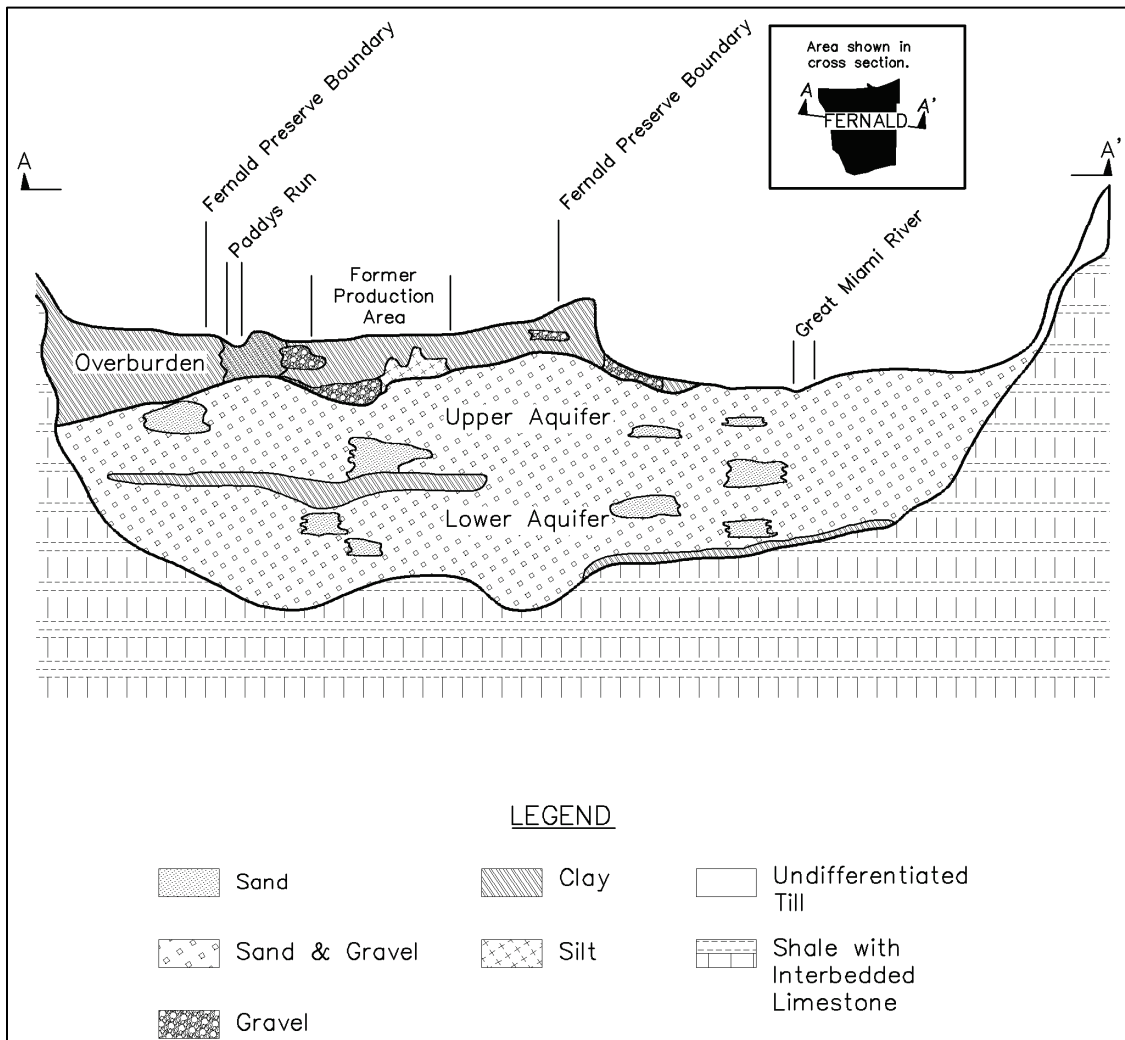 Fernald Preserve Boundary
Paddys Run
Former
Production
Area
Fernald Preserve Boundary
Great Miami River
Area shown in
cross section.
A
A'
FERNALD
A
A'
Overburden
Upper Aquifer
Lower Aquifer
LEGEND
Sand
Clay
Undifferentiated
Till
Sand & Gravel
Silt
Shale with
Interbedded
Limestone
Gravel